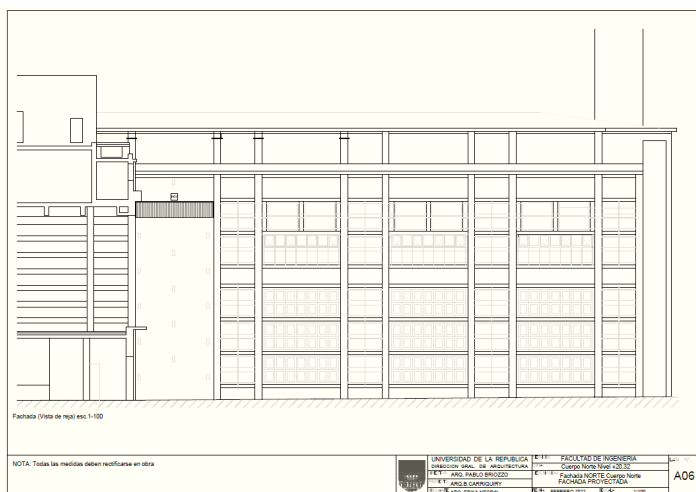 Fachada (Vista de reja) esc.1-100
NOTA: Todas las medidas deben rectificarse en obra
UNIVERSIDAD DE LA REPUBLICA
DIRECCION GRAL. DE ARQUITECTURA
ARQ. PABLO BRIOZZO
ARQ.B.CARRIQUIRY
FACULTAD DE INGENIERIA
Cuerpo Norte Nivel +20,32
Fachada NORTE Cuerpo Norte
FACHADA PROYECTADA
A06